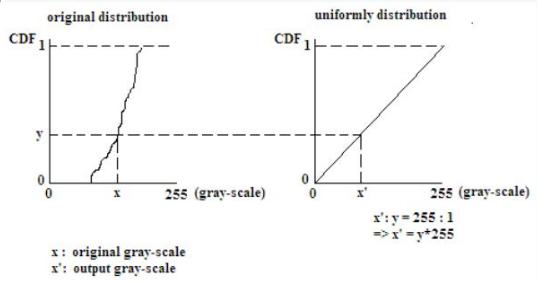 original distribution
CDF 1
y
0
0 x 255 (gray-scale)
x : original gray-scale
x': output gray-scale
uniformly distribution
CDF 1
0
0 x' 255 (gray-scale)
x': y = 255 : 1
=> x' = y*255